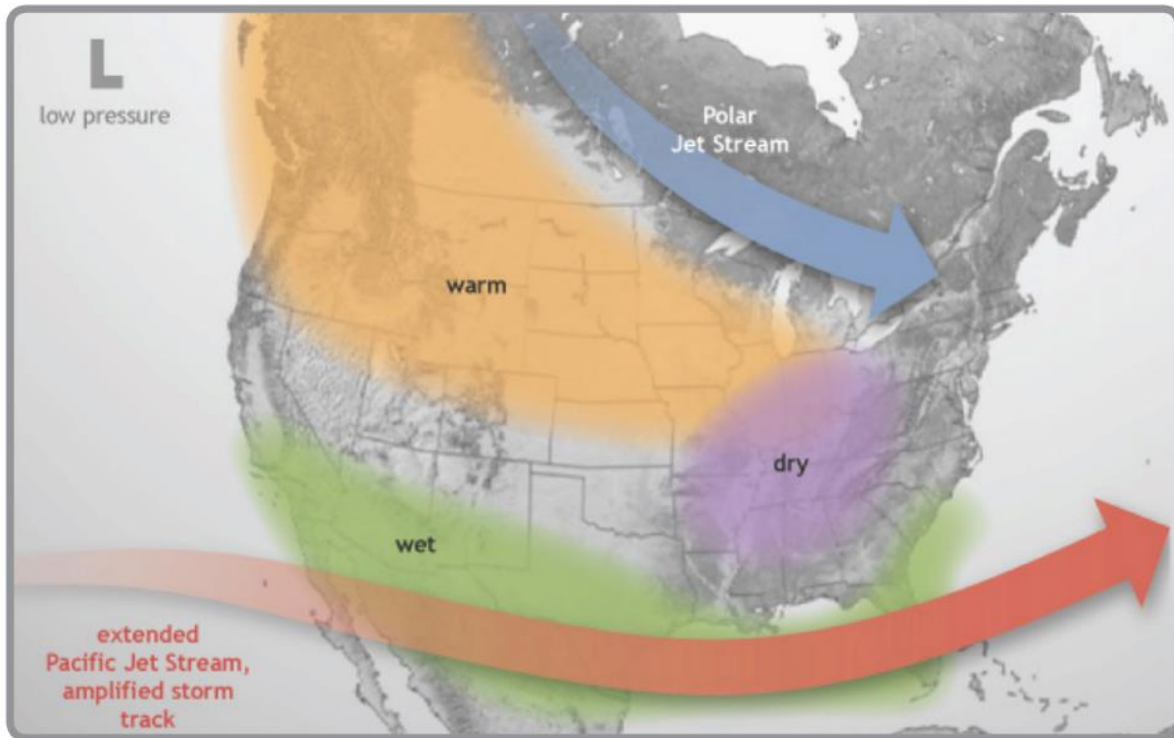 L
low pressure
Polar
Jet Stream
warm
dry
wet
extended
Pacific Jet Stream,
amplified storm
track